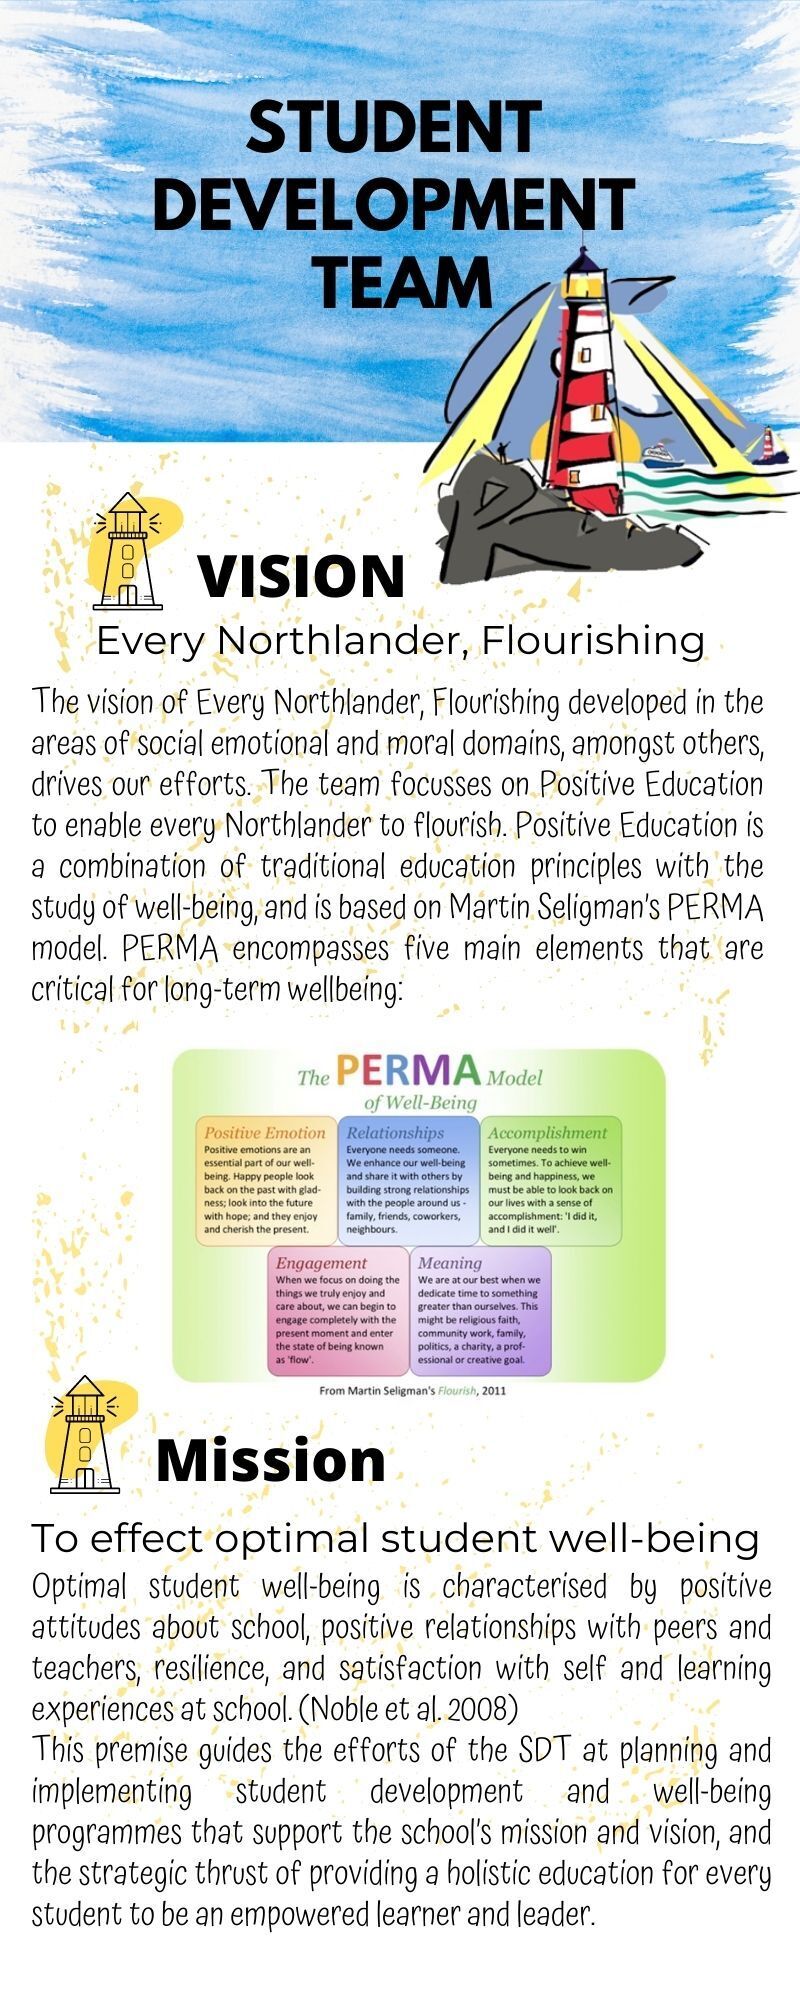 STUDENT
DEVELOPMENT
TEAM
VISION
Every Northlander, Flourishing
The vision of Every Northlander, Flourishing developed in the
areas of social emotional and moral domains, amongst others,
drives our efforts. The team focusses on Positive Education
to enable every Northlander to flourish. Positive Education is
a combination of traditional education principles with the
study of well-being, and is based on Martin Seligman's PERMA
model. PERMA encompasses five main elements that are
critical for long-term wellbeing:
The PERMA Model
of Well-Being
Positive Emotion
Positive emotions are an
essential part of our well-
being. Happy people look
back on the past with glad-
ness; look into the future
with hope; and they enjoy
and cherish the present.
Relationships
Everyone needs someone.
We enhance our well-being
and share it with others by
building strong relationships
with the people around us -
family, friends, coworkers,
neighbours.
Accomplishment
Everyone needs to win
sometimes. To achieve well-
being and happiness, we
must be able to look back on
our lives with a sense of
accomplishment: 'I did it,
and I did it well'.
Engagement
When we focus on doing the
things we truly enjoy and
care about, we can begin to
engage completely with the
present moment and enter
the state of being known
as 'flow'.
Meaning
We are at our best when we
dedicate time to something
greater than ourselves. This
might be religious faith,
community work, family,
politics, a charity, a prof-
essional or creative goal.
From Martin Seligman's Flourish, 2011
Mission
To effect optimal student well-being
Optimal student well-being is characterised by positive
attitudes about school, positive relationships with peers and
teachers, resilience, and satisfaction with self and learning
experiences at school. (Noble et al. 2008)
This premise guides the efforts of the SDT at planning and
implementing student development and well-being
programmes that support the school's mission and vision, and
the strategic thrust of providing a holistic education for every
student to be an empowered learner and leader.